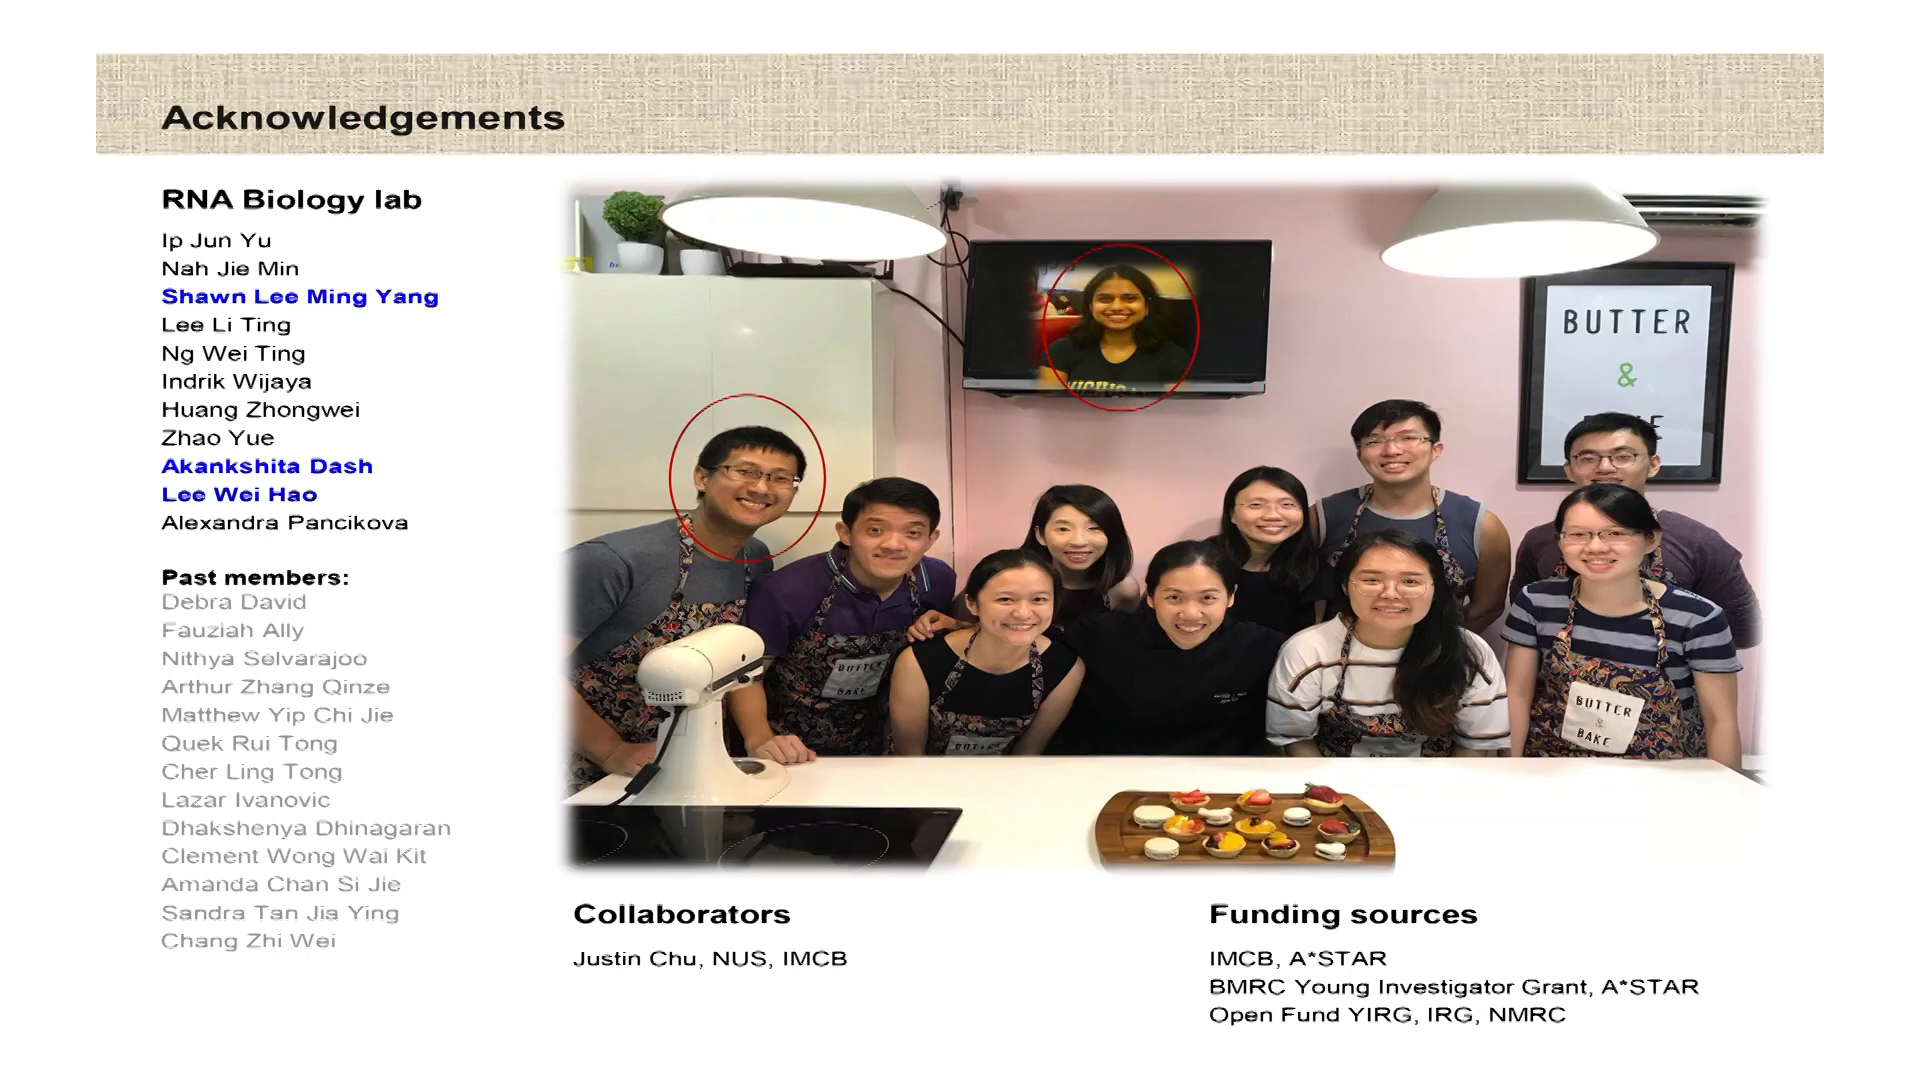 Acknowledgements
RNA Biology lab
Ip Jun Yu
Nah Jie Min
Shawn Lee Ming Yang
Lee Li Ting
Ng Wei Ting
Indrik Wijaya
Huang Zhongwei
Zhao Yue
Akankshita Dash
Lee Wei Hao
Alexandra Pancikova
Past members:
Debra David
Fauziah Ally
Nithya Selvarajoo
Arthur Zhang Qinze
Matthew Yip Chi Jie
Quek Rui Tong
Cher Ling Tong
Lazar Ivanovic
Dhakshenya Dhinagaran
Clement Wong Wai Kit
Amanda Chan Si Jie
Sandra Tan Jia Ying
Chang Zhi Wei
BUTTER
&
BUTTER
BAKE
BUTTER
BUTTER
&
BAKE
Collaborators
Justin Chu, NUS, IMCB
Funding sources
IMCB, A*STAR
BMRC Young Investigator Grant, A*STAR
Open Fund YIRG, IRG, NMRC